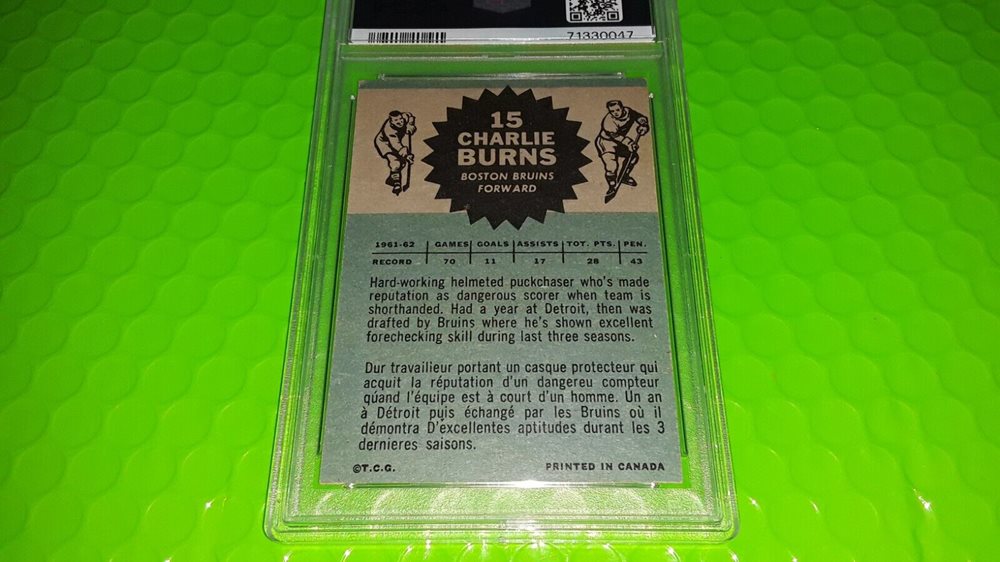 71330047
15
CHARLIE
BURNS
BOSTON BRUINS
FORWARD
1961-62 GAMES GOALS ASSISTS TOT. PTS. PEN.
RECORD 70 11 17 28 43
Hard-working helmeted puckchaser who's made
reputation as dangerous scorer when team is
shorthanded. Had a year at Detroit, then was
drafted by Bruins where he's shown excellent
forechecking skill during last three seasons.
Dur travailieur portant un casque protecteur qui
acquit la réputation d'un dangereu compteur
quánd l'équipe est à court d'un homme. Un an
à Détroit puis échangé par les Bruins où il
démontra D'excellentes aptitudes durant les 3
dernieres saisons.
©T.C.G. PRINTED IN CANADA